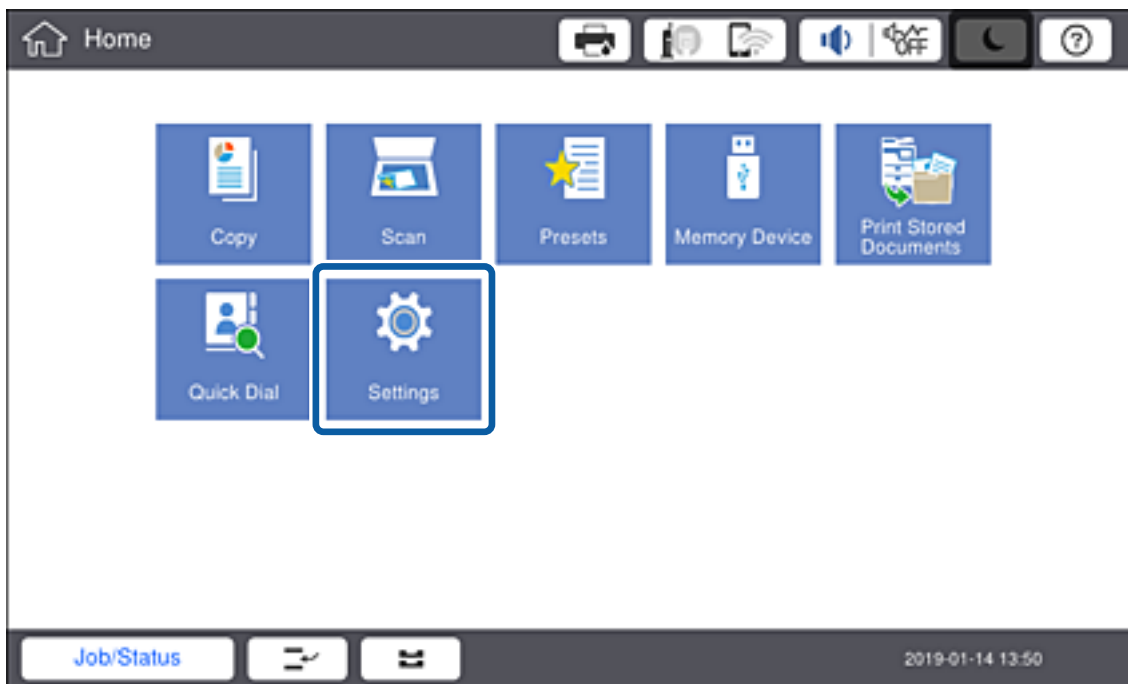 Home
OFF
?
Copy
Scan
Presets
Memory Device
Print Stored
Documents
Quick Dial
Settings
Job/Status
2019-01-14 13:50